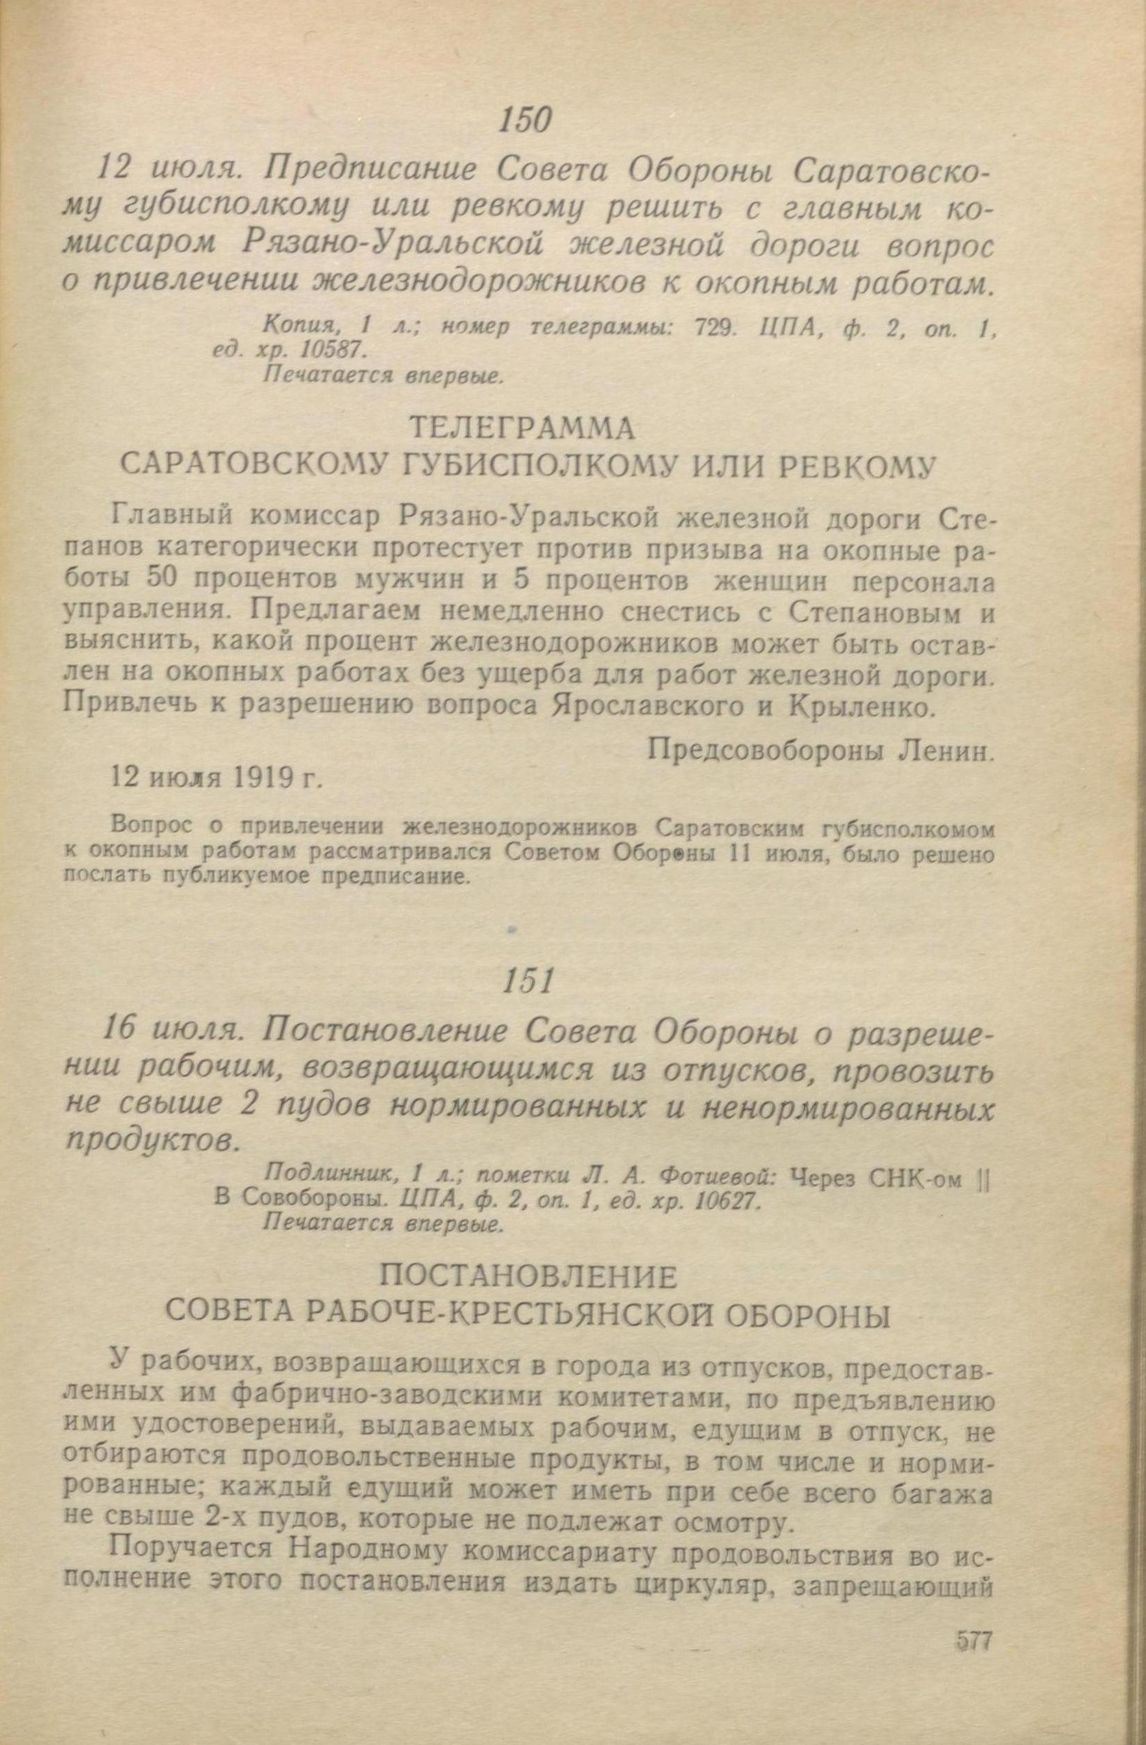 150
12 июля. Предписание Совета Обороны Саратовско-
му губисполкому или ревкому решить с главным ко-
миссаром Рязано-Уральской железной дороги вопрос
о привлечении железнодорожников к окопным работам.
Копия, 1 л.; номер телеграммы: 729. ЦПА, ф. 2, оп. 1,
ед. хр. 10587.
Печатается впервые.
ТЕЛЕГРАММА
САРАТОВСКОМУ ГУБИСПОЛКОМУ ИЛИ РЕВКОМУ
Главный комиссар Рязано-Уральской железной дороги Сте-
панов категорически протестует против призыва на окопные ра-
боты 50 процентов мужчин и 5 процентов женщин персонала
управления. Предлагаем немедленно снестись с Степановым и
выяснить, какой процент железнодорожников может быть остав-
лен на окопных работах без ущерба для работ железной дороги.
Привлечь к разрешению вопроса Ярославского и Крыленко.
Предсовобороны Ленин.
12 июля 1919 г.
Вопрос о привлечении железнодорожников Саратовским губисполкомом
к окопным работам рассматривался Советом Обороны 11 июля, было решено
послать публикуемое предписание.
151
16 июля. Постановление Совета Обороны о разреше-
нии рабочим, возвращающимся из отпусков, провозить
не свыше 2 пудов нормированных и ненормированных
продуктов.
Подлинник, 1 л.; пометки Л. А. Фотиевой: Через СНК-ом ||
В Совобороны. ЦПА, ф. 2, оп. 1, ед. хр. 10627.
Печатается впервые.
ПОСТАНОВЛЕНИЕ
СОВЕТА РАБОЧЕ-КРЕСТЬЯНСКОЙ ОБОРОНЫ
У рабочих, возвращающихся в города из отпусков, предостав-
ленных им фабрично-заводскими комитетами, по предъявлению
ими удостоверений, выдаваемых рабочим, едущим в отпуск, не
отбираются продовольственные продукты, в том числе и норми-
рованные; каждый едущий может иметь при себе всего багажа
не свыше 2-х пудов, которые не подлежат осмотру.
Поручается Народному комиссариату продовольствия во ис-
полнение этого постановления издать циркуляр, запрещающий
577